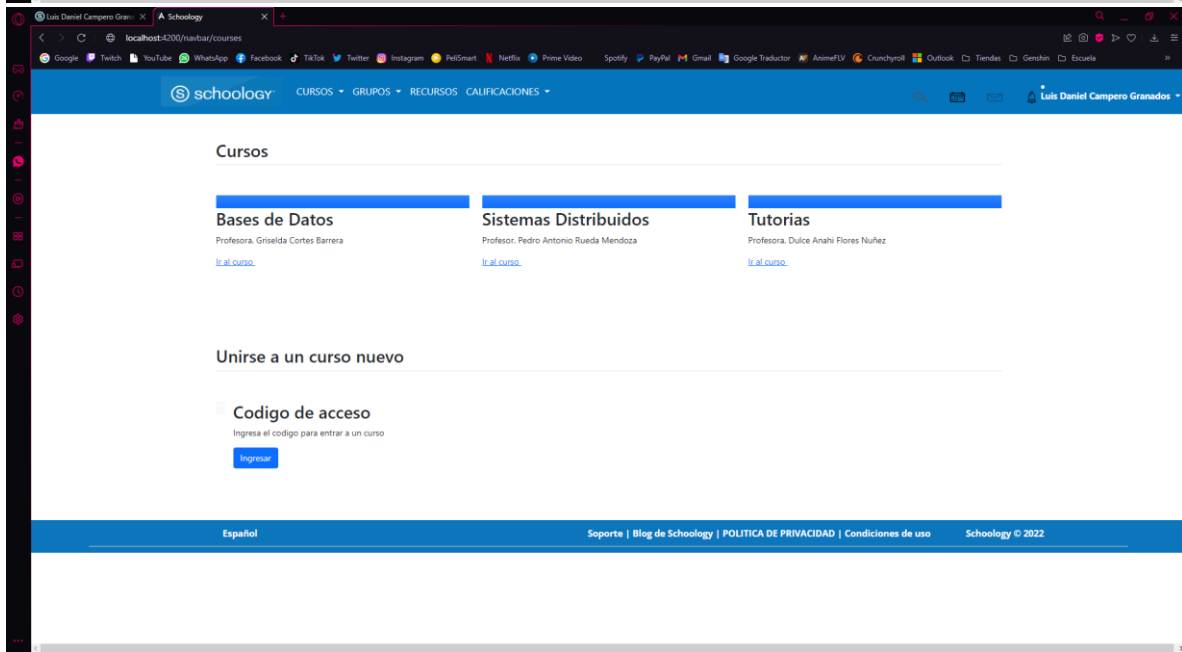 Luis Daniel Campero Gran
Schoology
localhost:4200/navbar/courses
Google Twitch YouTube WhatsApp Facebook TikTok Twitter Instagram PeliSmart Netflix Prime Video Spotify PayPal Gmail Google Traductor AnimeFLV Crunchyroll Outlook Tiendas Genshin Escuela »
S schoology CURSOS GRUPOS RECURSOS CALIFICACIONES Luis Daniel Campero Granados
Cursos
Bases de Datos
Profesora. Griselda Cortes Barrera
Ir al curso
Sistemas Distribuidos
Profesor. Pedro Antonio Rueda Mendoza
Ir al curso
Tutorias
Profesora. Dulce Anahi Flores Nuñez
Ir al curso
Unirse a un curso nuevo
Codigo de acceso
Ingresa el codigo para entrar a un curso
Ingresar
Español Soporte | Blog de Schoology | POLITICA DE PRIVACIDAD | Condiciones de uso Schoology © 2022